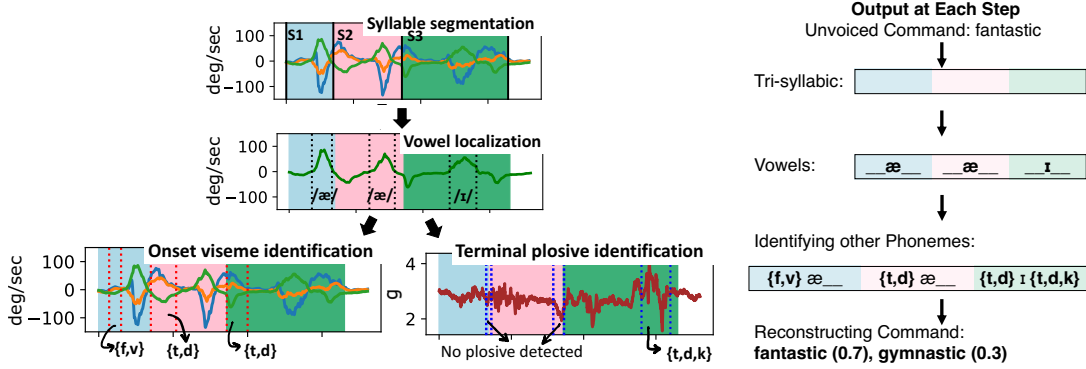 Syllable segmentation
S1
S2
S3
deg/sec
100
0
−100
Vowel localization
deg/sec
100
0
−100
/æ/
/æ/
/ɪ/
Onset viseme identification
deg/sec
100
0
−100
{f,v}
{t,d}
{t,d}
Terminal plosive identification
g
4
2
No plosive detected
{t,d,k}
Output at Each Step
Unvoiced Command: fantastic
Tri-syllabic:
Vowels:
__æ__ __æ__ __ɪ__
Identifying other Phonemes:
{f,v} æ__ {t,d} æ__ {t,d} ɪ {t,d,k}
Reconstructing Command:
fantastic (0.7), gymnastic (0.3)